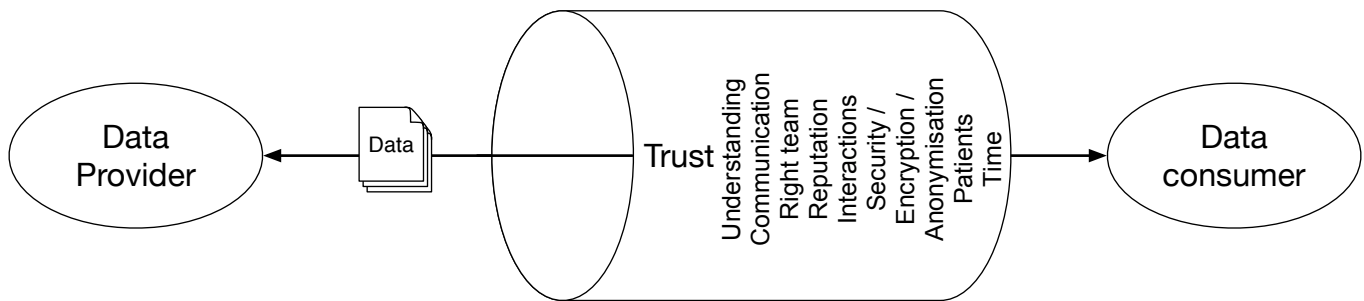 Data
Provider
Data
Trust
Understanding
Communication
Right team
Reputation
Interactions
Security /
Encryption /
Anonymisation
Patients
Time
Data
consumer